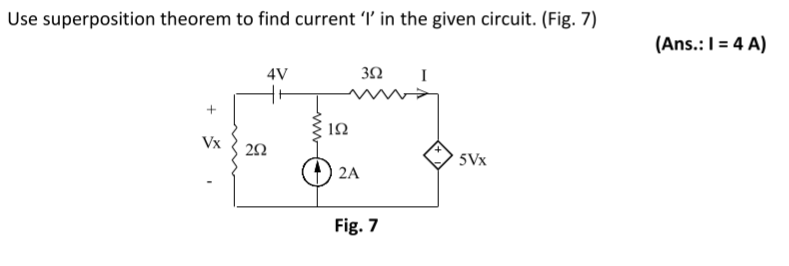 Use superposition theorem to find current ‘I’ in the given circuit. (Fig. 7)
(Ans.: I = 4 A)
4V
3Ω
I
+
1Ω
Vx
2Ω
+
5Vx
-
2A
-
Fig. 7